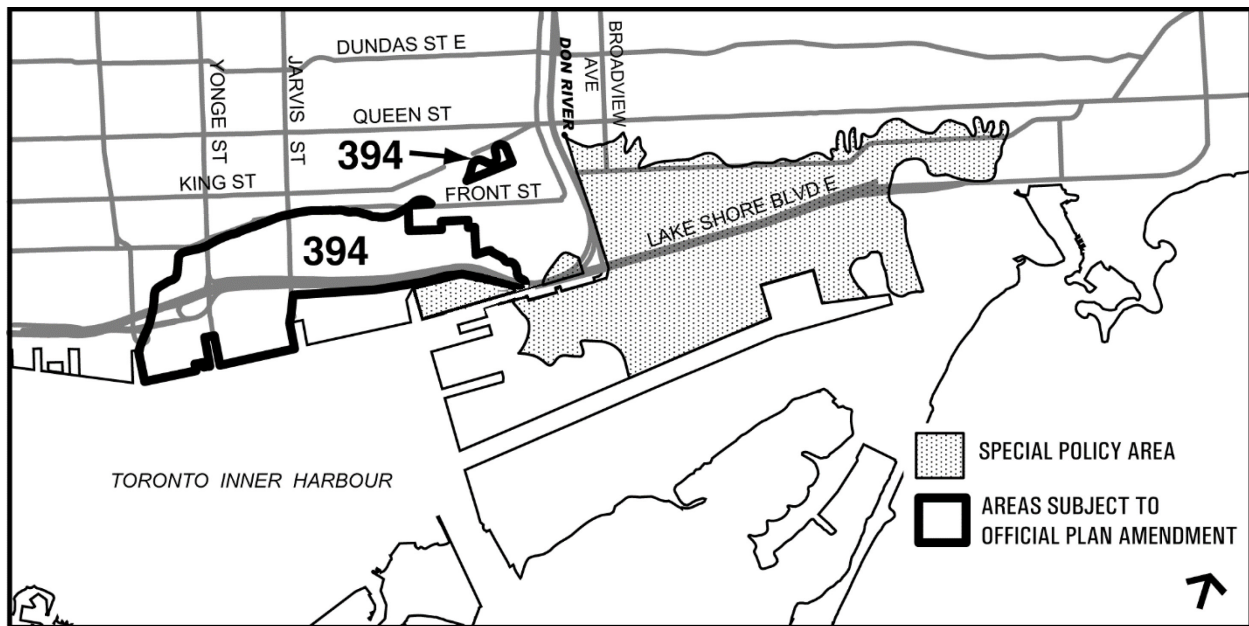 DUNDAS ST E
YONGE ST
JARVIS ST
DON RIVER
BROADVIEW
AVE
QUEEN ST
394
KING ST
FRONT ST
394
LAKE SHORE BLVD E
TORONTO INNER HARBOUR
SPECIAL POLICY AREA
AREAS SUBJECT TO
OFFICIAL PLAN AMENDMENT